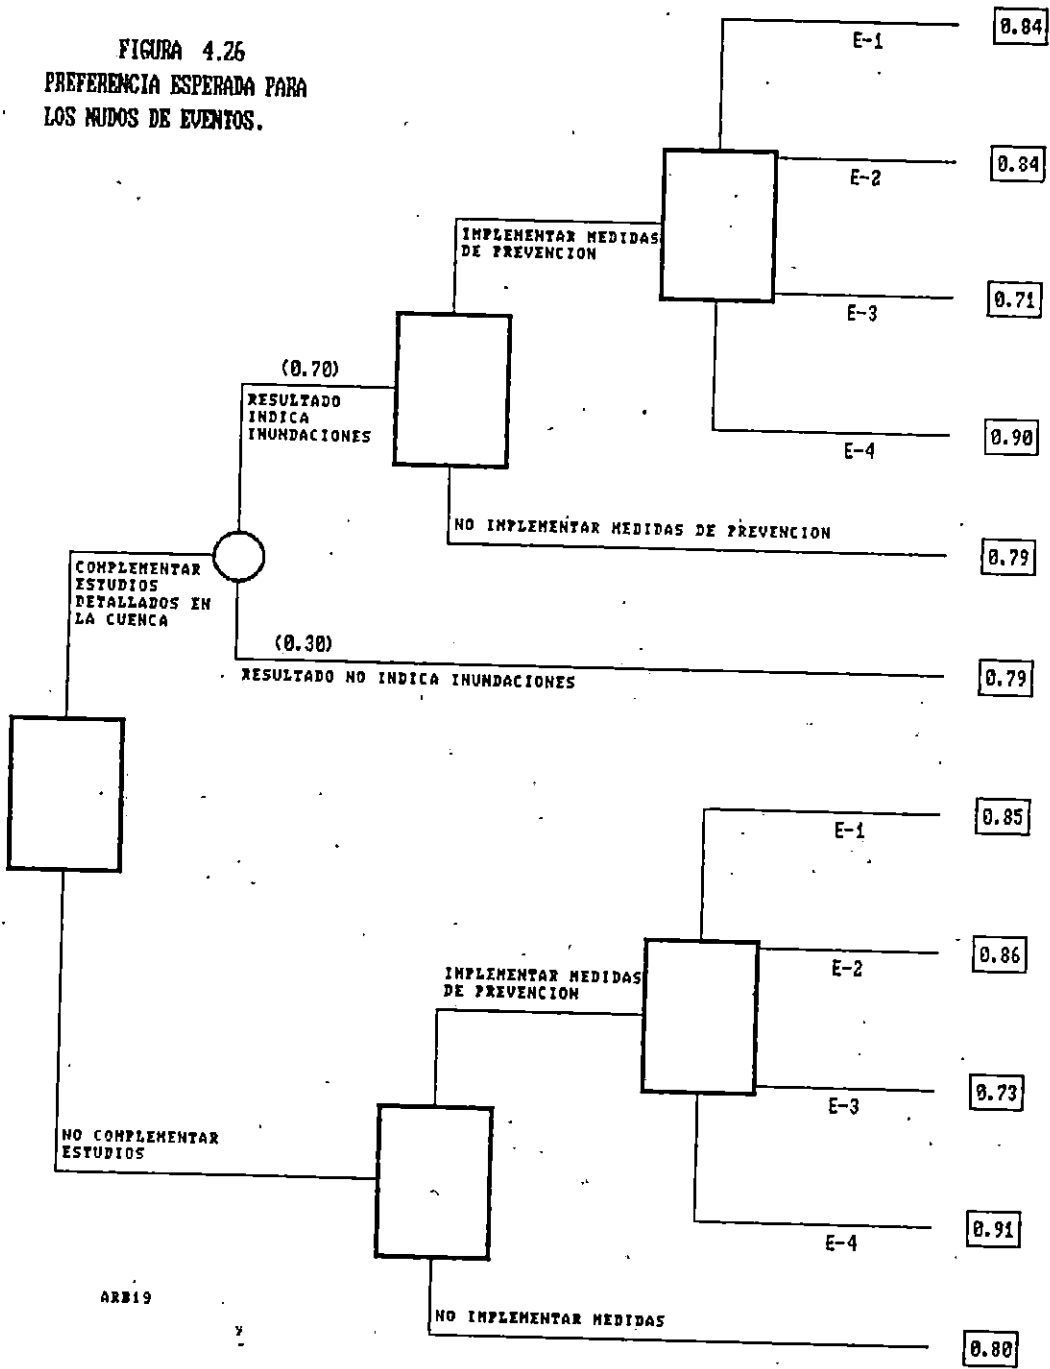 FIGURA 4.26
PREFERENCIA ESPERADA PARA
LOS NUDOS DE EVENTOS.
E-1
0.84
E-2
0.84
IMPLEMENTAR MEDIDAS
DE PREVENCION
E-3
0.71
(0.70)
RESULTADO
INDICA
INUNDACIONES
E-4
0.90
NO IMPLEMENTAR MEDIDAS DE PREVENCION
0.79
COMPLEMENTAR
ESTUDIOS
DETALLADOS EN
LA CUENCA
(0.30)
RESULTADO NO INDICA INUNDACIONES
0.79
E-1
0.85
E-2
0.86
IMPLEMENTAR MEDIDAS
DE PREVENCION
E-3
0.73
NO COMPLEMENTAR
ESTUDIOS
E-4
0.91
ARB19
NO IMPLEMENTAR MEDIDAS
0.80